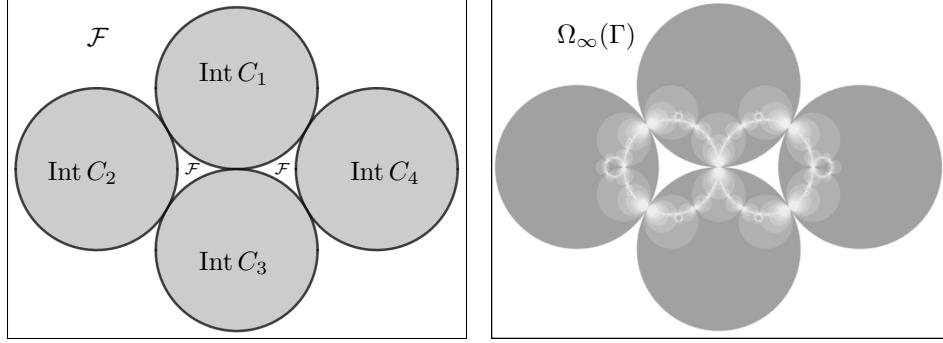 ℱ
Int C₁
Int C₂
ℱ
ℱ
Int C₄
Int C₃
Ω∞(Γ)